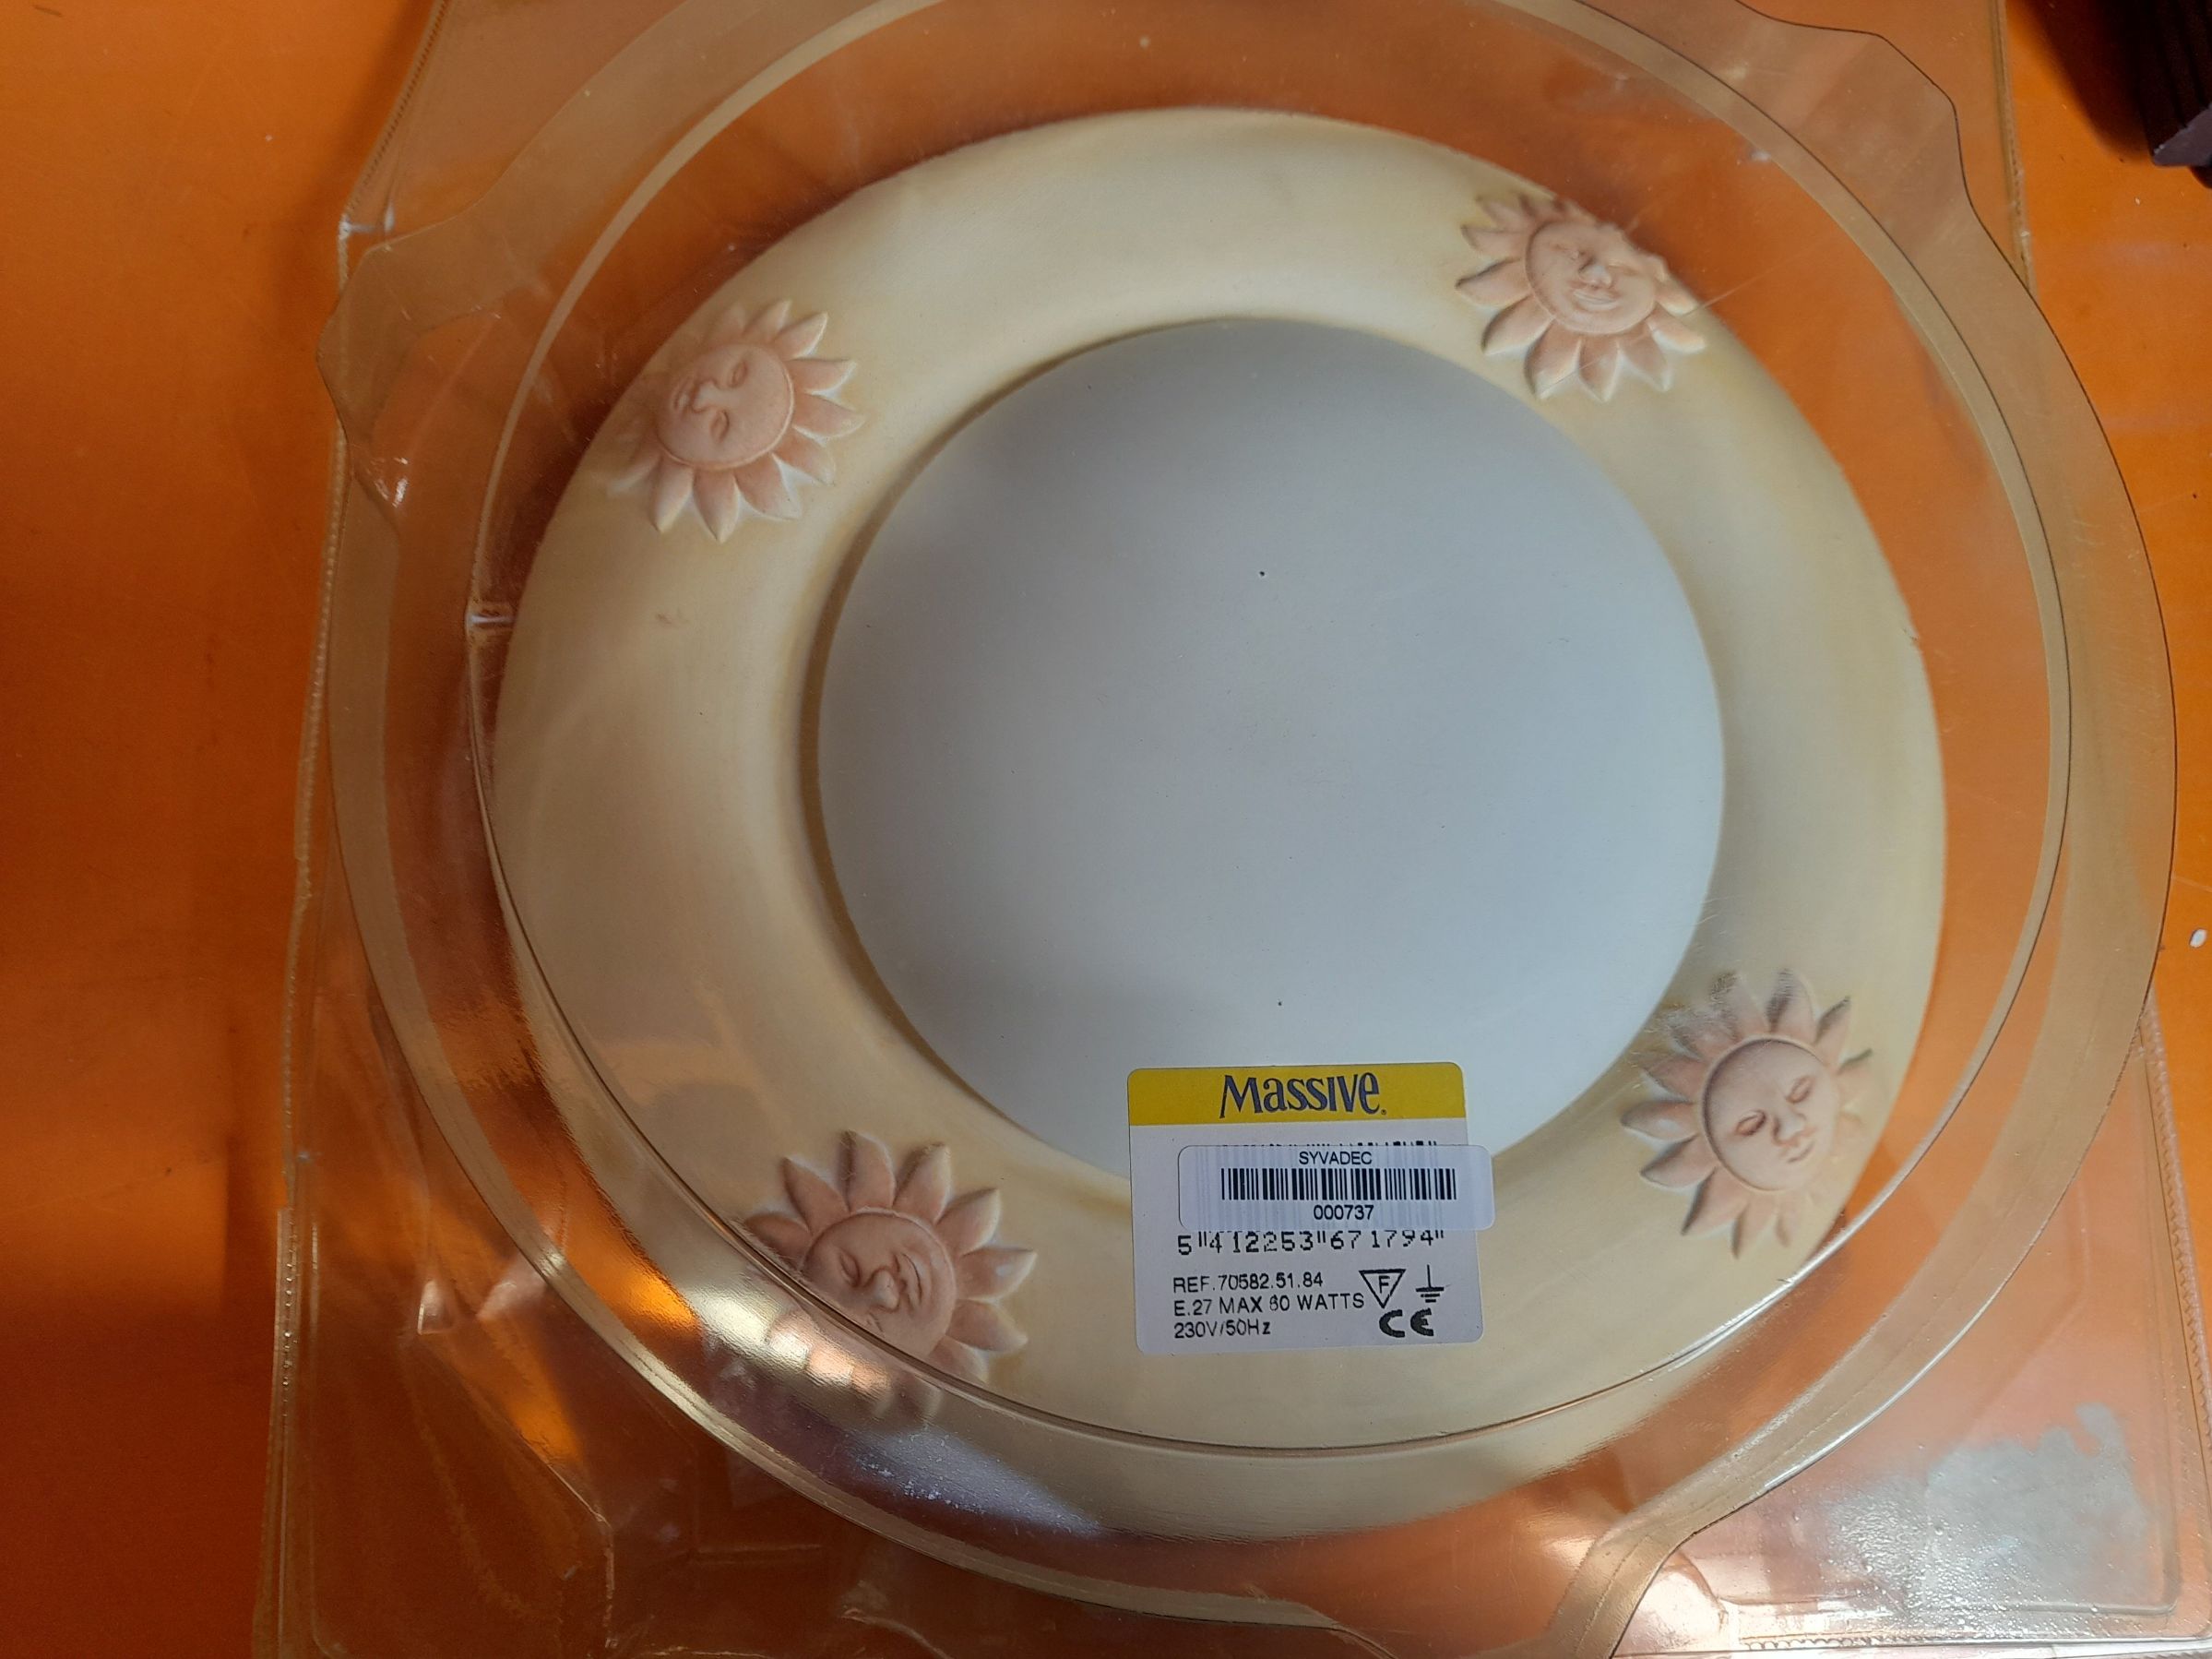 Massive
SYVADEC
000737
5"412253"671794"
REF.70582.51.84
E.27 MAX 60 WATTS
F
230V/50Hz
CE